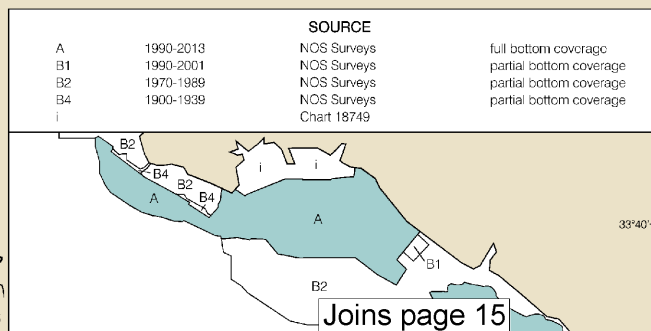 SOURCE
A 1990-2013 NOS Surveys full bottom coverage
B1 1990-2001 NOS Surveys partial bottom coverage
B2 1970-1989 NOS Surveys partial bottom coverage
B4 1900-1939 NOS Surveys partial bottom coverage
i Chart 18749
B2
B4
B2
B4
A
i
i
A
33°40'
B1
B2
Joins page 15